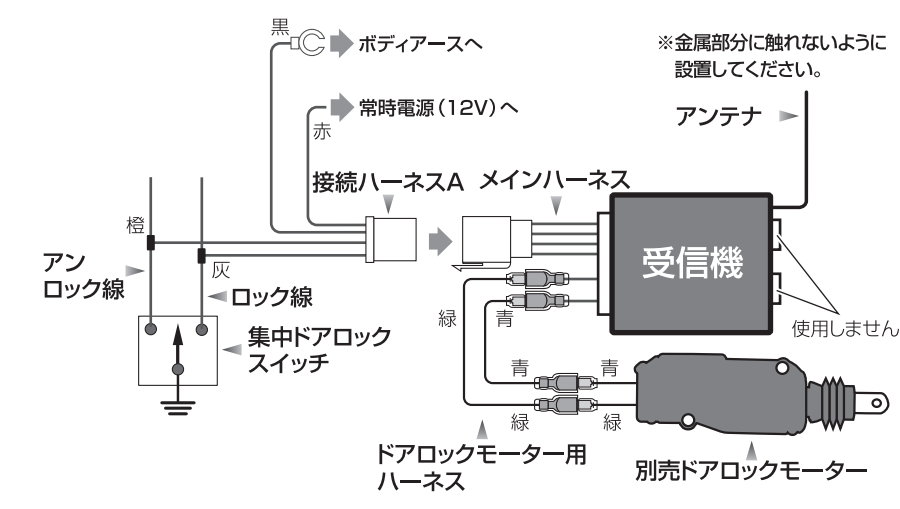 黒
ボディアースへ
※金属部分に触れないように
設置してください。
常時電源（12V）へ
赤
アンテナ
接続ハーネスA
メインハーネス
橙
灰
アン
ロック線
ロック線
受信機
緑
青
使用しません
集中ドアロック
スイッチ
青
青
緑
緑
ドアロックモーター用
ハーネス
別売ドアロックモーター